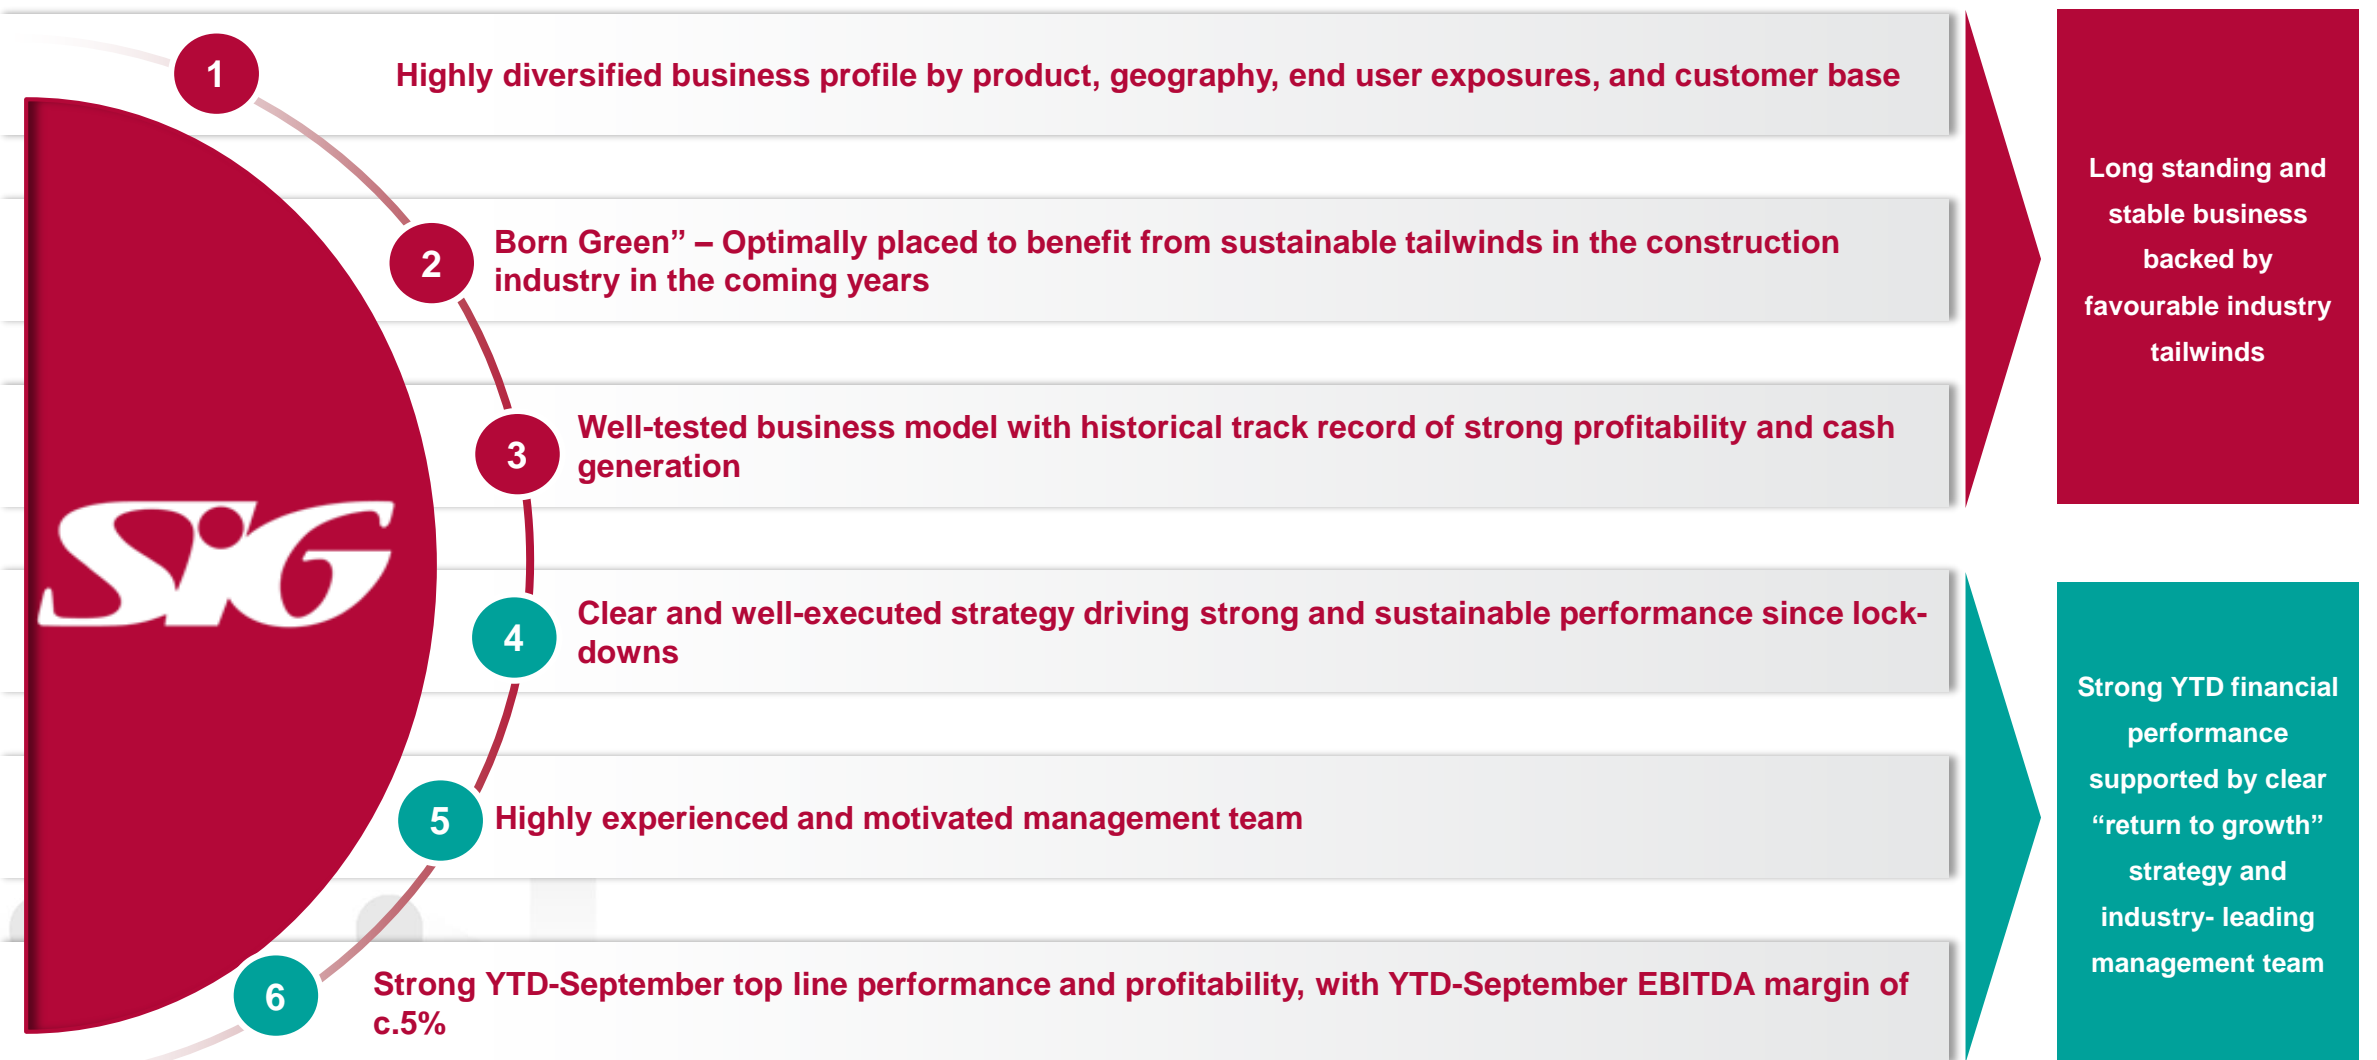 1
Highly diversified business profile by product, geography, end user exposures, and customer base
2
Born Green” – Optimally placed to benefit from sustainable tailwinds in the construction
industry in the coming years
3
Well-tested business model with historical track record of strong profitability and cash
generation
SiG
4
Clear and well-executed strategy driving strong and sustainable performance since lock-
downs
5
Highly experienced and motivated management team
6
Strong YTD-September top line performance and profitability, with YTD-September EBITDA margin of
c.5%
Long standing and
stable business
backed by
favourable industry
tailwinds
Strong YTD financial
performance
supported by clear
“return to growth”
strategy and
industry- leading
management team